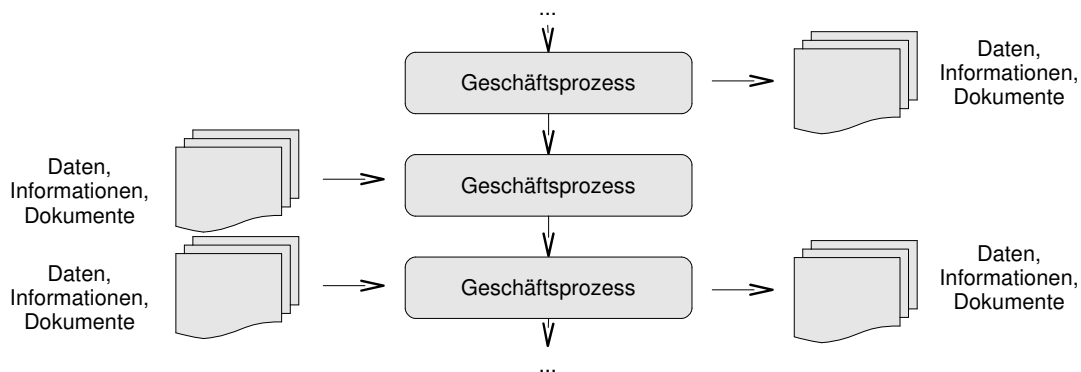 ...
Geschäftsprozess
Daten,
Informationen,
Dokumente
Daten,
Informationen,
Dokumente
Geschäftsprozess
Daten,
Informationen,
Dokumente
Geschäftsprozess
Daten,
Informationen,
Dokumente
...